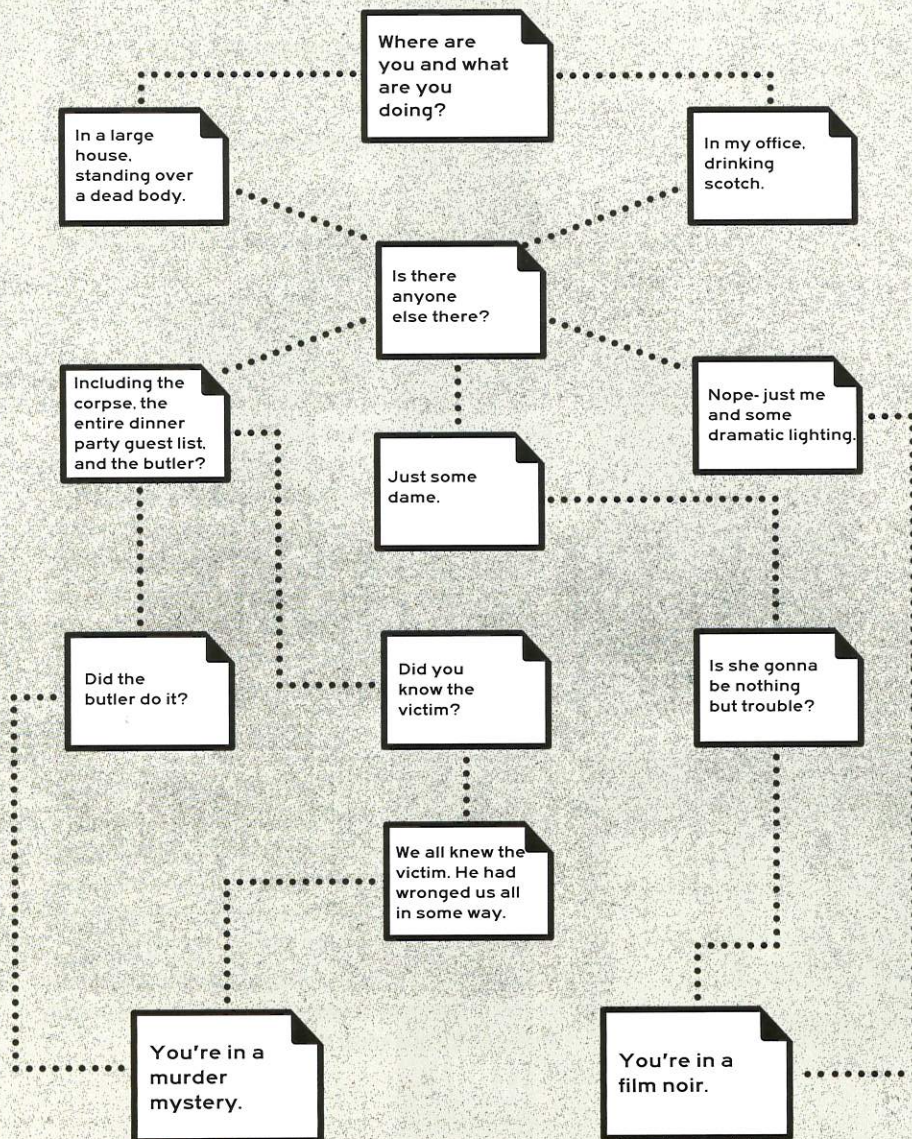 Where are
you and what
are you
doing?
In a large
house,
standing over
a dead body.
In my office,
drinking
scotch.
Is there
anyone
else there?
Including the
corpse, the
entire dinner
party guest list,
and the butler?
Just some
dame.
Nope- just me
and some
dramatic lighting.
Did the
butler do it?
Did you
know the
victim?
Is she gonna
be nothing
but trouble?
We all knew the
victim. He had
wronged us all
in some way.
You're in a
murder
mystery.
You're in a
film noir.